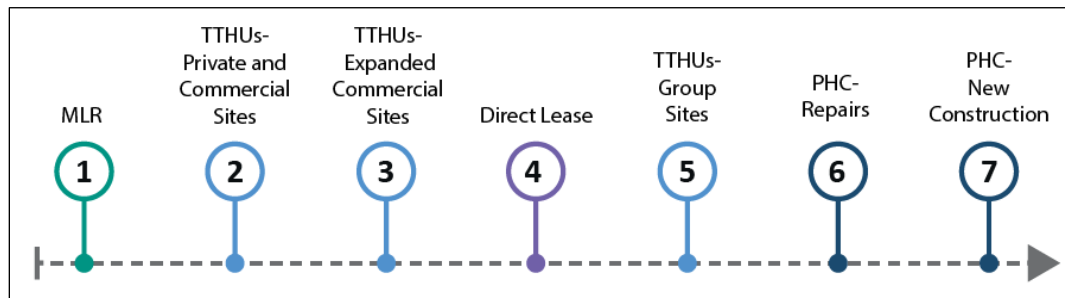 MLR
1
TTHUs-
Private and
Commercial
Sites
2
TTHUs-
Expanded
Commercial
Sites
3
Direct Lease
4
TTHUs-
Group
Sites
5
PHC-
Repairs
6
PHC-
New
Construction
7